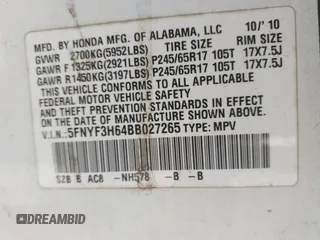 MFD. BY HONDA MFG. OF ALABAMA, LLC 10/'10
GVWR 2700KG(5952LBS) TIRE SIZE RIM SIZE
GAWR F1325KG(2921LBS) P245/65R17 105T 17X7.5J
GAWR R1450KG(3197LBS) P245/65R17 105T 17X7.5J
THIS VEHICLE CONFORMS TO ALL APPLICABLE
FEDERAL MOTOR VEHICLE SAFETY AND
THEFT PREVENTION STANDARDS IN EFFECT ON
THE DATE OF MANUFACTURE SHOWN ABOVE.
V.I.N.: 5FNYF3H64BB027265 TYPE: MPV
SZB B AC8 -NH578 -B -B
©DREAMBID